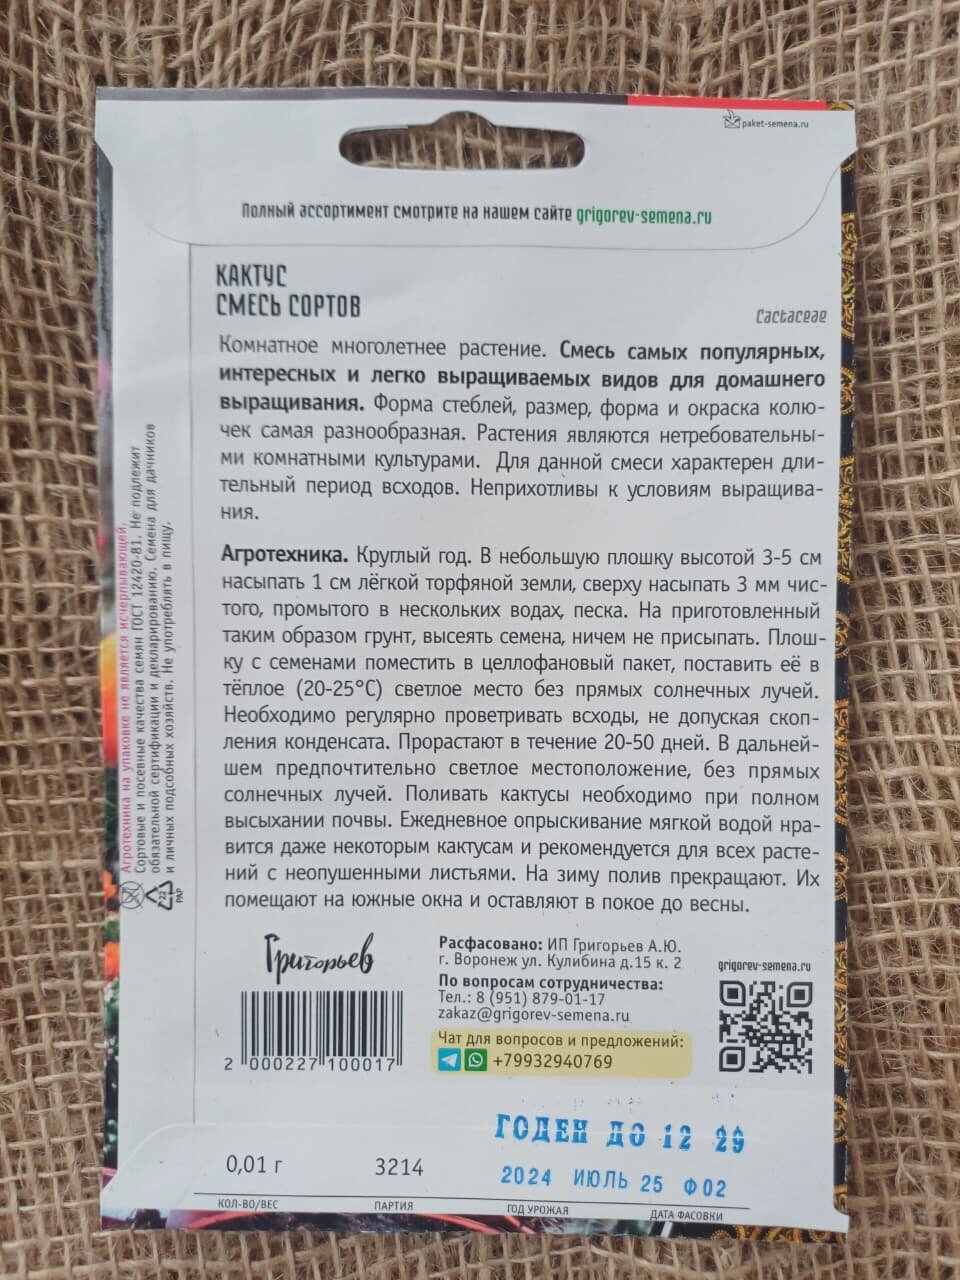 paket-semena.ru
Полный ассортимент смотрите на нашем сайте grigorev-semena.ru
КАКТУС
СМЕСЬ СОРТОВ
Cactaceae
Комнатное многолетнее растение. Смесь самых популярных,
интересных и легко выращиваемых видов для домашнего
выращивания. Форма стеблей, размер, форма и окраска колю-
чек самая разнообразная. Растения являются нетребовательны-
ми комнатными культурами. Для данной смеси характерен дли-
тельный период всходов. Неприхотливы к условиям выращива-
ния.
Агротехника. Круглый год. В небольшую плошку высотой 3-5 см
насыпать 1 см лёгкой торфяной земли, сверху насыпать 3 мм чис-
того, промытого в нескольких водах, песка. На приготовленный
таким образом грунт, высеять семена, ничем не присыпать. Плош-
ку с семенами поместить в целлофановый пакет, поставить её в
тёплое (20-25°С) светлое место без прямых солнечных лучей.
Необходимо регулярно проветривать всходы, не допуская скоп-
ления конденсата. Прорастают в течение 20-50 дней. В дальней-
шем предпочтительно светлое местоположение, без прямых
солнечных лучей. Поливать кактусы необходимо при полном
высыхании почвы. Ежедневное опрыскивание мягкой водой нра-
вится даже некоторым кактусам и рекомендуется для всех расте-
ний с неопушенными листьями. На зиму полив прекращают. Их
помещают на южные окна и оставляют в покое до весны.
Агротехника на упаковке не является исчерпывающей.
Сортовые и посевные качества семян ГОСТ 12420-81. Не подлежит
обязательной сертификации и декларированию. Семена для дачников
и личных подсобных хозяйств. Не употреблять в пищу.
22
PAP
Григорьев
2 000227 100017
Расфасовано: ИП Григорьев А.Ю.
г. Воронеж ул. Кулибина д.15 к. 2
По вопросам сотрудничества:
Тел.: 8 (951) 879-01-17
zakaz@grigorev-semena.ru
Чат для вопросов и предложений:
+79932940769
grigorev-semena.ru
ГОДЕН ДО 12 29
2024 ИЮЛЬ 25 Ф02
0,01 г
3214
КОЛ-ВО/ВЕС
ПАРТИЯ
ГОД УРОЖАЯ
ДАТА ФАСОВКИ